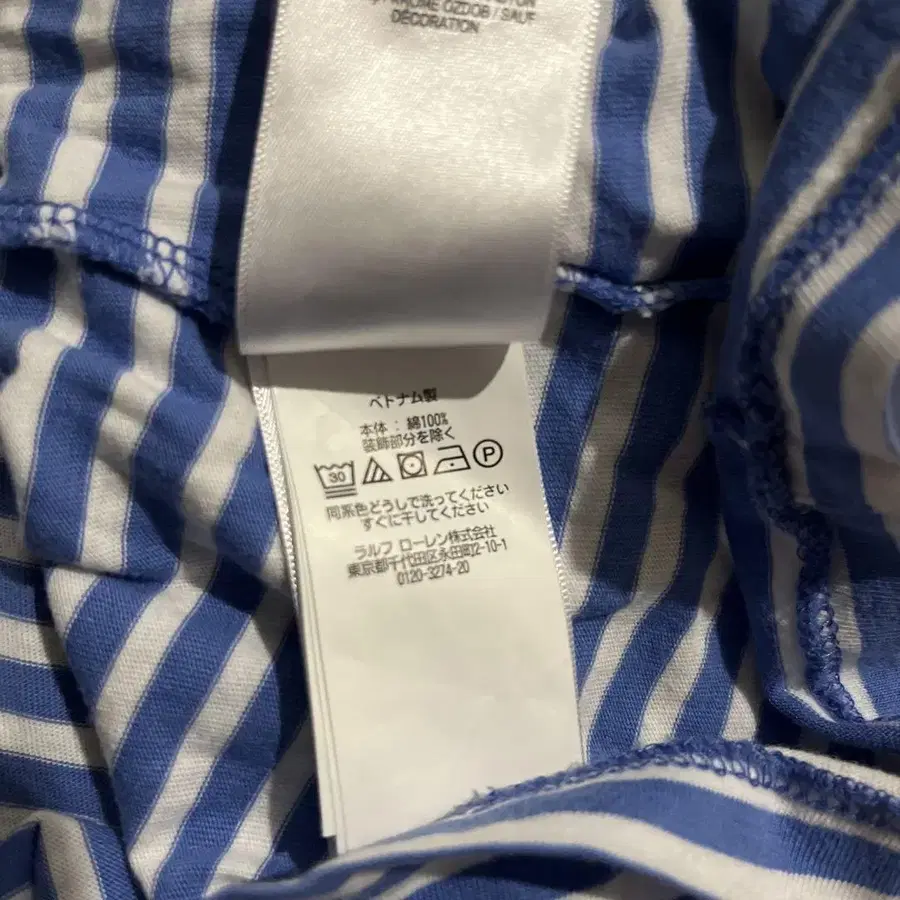 OZDOB / SAUF
DÉCORATION
ベトナム製
本体 : 綿100%
装飾部分を除く
30 P
同系色どうしで洗ってください
すぐに干してください
ラルフ ローレン株式会社
東京都千代田区永田町2-10-1
0120-3274-20